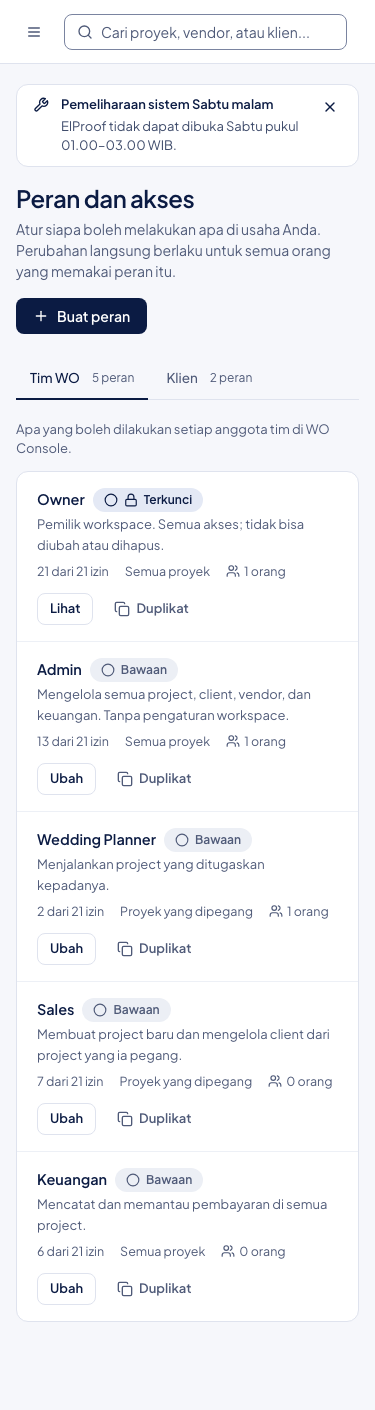 Cari proyek, vendor, atau klien...
Pemeliharaan sistem Sabtu malam
ElProof tidak dapat dibuka Sabtu pukul
01.00–03.00 WIB.
Peran dan akses
Atur siapa boleh melakukan apa di usaha Anda.
Perubahan langsung berlaku untuk semua orang
yang memakai peran itu.
Buat peran
Tim WO 5 peran Klien 2 peran
Apa yang boleh dilakukan setiap anggota tim di WO
Console.
Owner Terkunci
Pemilik workspace. Semua akses; tidak bisa
diubah atau dihapus.
21 dari 21 izin Semua proyek 1 orang
Lihat Duplikat
Admin Bawaan
Mengelola semua project, client, vendor, dan
keuangan. Tanpa pengaturan workspace.
13 dari 21 izin Semua proyek 1 orang
Ubah Duplikat
Wedding Planner Bawaan
Menjalankan project yang ditugaskan
kepadanya.
2 dari 21 izin Proyek yang dipegang 1 orang
Ubah Duplikat
Sales Bawaan
Membuat project baru dan mengelola client dari
project yang ia pegang.
7 dari 21 izin Proyek yang dipegang 0 orang
Ubah Duplikat
Keuangan Bawaan
Mencatat dan memantau pembayaran di semua
project.
6 dari 21 izin Semua proyek 0 orang
Ubah Duplikat